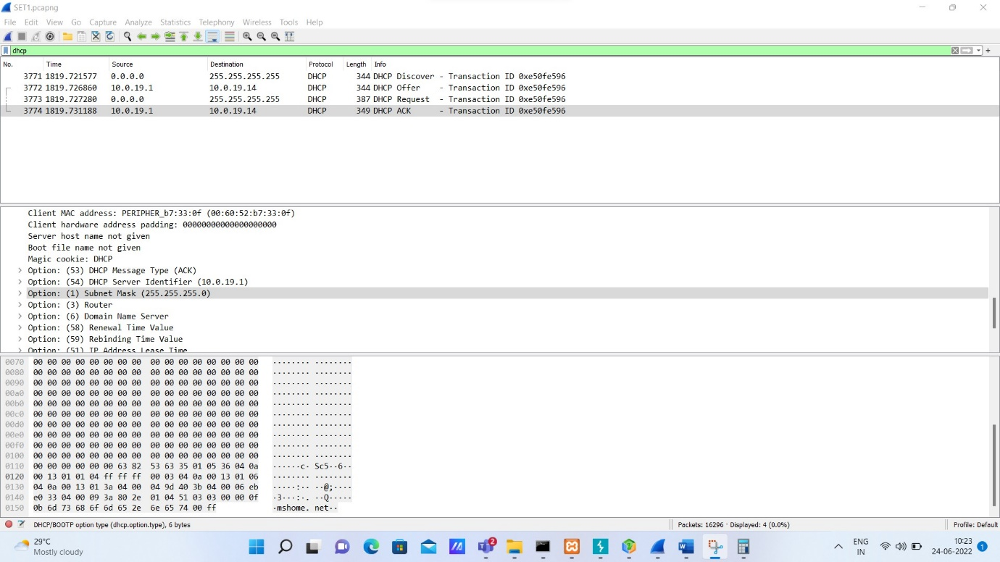 SET1.pcapng
File Edit View Go Capture Analyze Statistics Telephony Wireless Tools Help
dhcp
No. Time Source Destination Protocol Length Info
3771 1819.721577 0.0.0.0 255.255.255.255 DHCP 344 DHCP Discover - Transaction ID 0xe50fe596
3772 1819.726860 10.0.19.1 10.0.19.14 DHCP 344 DHCP Offer - Transaction ID 0xe50fe596
3773 1819.727280 0.0.0.0 255.255.255.255 DHCP 387 DHCP Request - Transaction ID 0xe50fe596
3774 1819.731188 10.0.19.1 10.0.19.14 DHCP 349 DHCP ACK - Transaction ID 0xe50fe596
Client MAC address: PERIPHER_b7:33:0f (00:60:52:b7:33:0f)
Client hardware address padding: 00000000000000000000
Server host name not given
Boot file name not given
Magic cookie: DHCP
> Option: (53) DHCP Message Type (ACK)
> Option: (54) DHCP Server Identifier (10.0.19.1)
> Option: (1) Subnet Mask (255.255.255.0)
> Option: (3) Router
> Option: (6) Domain Name Server
> Option: (58) Renewal Time Value
> Option: (59) Rebinding Time Value
> Option: (51) IP Address Lease Time
0070 00 00 00 00 00 00 00 00 00 00 00 00 00 00 00 00 ········ ········
0080 00 00 00 00 00 00 00 00 00 00 00 00 00 00 00 00 ········ ········
0090 00 00 00 00 00 00 00 00 00 00 00 00 00 00 00 00 ········ ········
00a0 00 00 00 00 00 00 00 00 00 00 00 00 00 00 00 00 ········ ········
00b0 00 00 00 00 00 00 00 00 00 00 00 00 00 00 00 00 ········ ········
00c0 00 00 00 00 00 00 00 00 00 00 00 00 00 00 00 00 ········ ········
00d0 00 00 00 00 00 00 00 00 00 00 00 00 00 00 00 00 ········ ········
00e0 00 00 00 00 00 00 00 00 00 00 00 00 00 00 00 00 ········ ········
00f0 00 00 00 00 00 00 00 00 00 00 00 00 00 00 00 00 ········ ········
0100 00 00 00 00 00 00 00 00 00 00 00 00 00 00 00 00 ········ ········
0110 00 00 00 00 00 00 63 82 53 63 35 01 05 36 04 0a ······c· Sc5··6··
0120 00 13 01 01 04 ff ff ff 00 03 04 0a 00 13 01 06 ········ ········
0130 04 0a 00 13 01 3a 04 00 04 9d 40 3b 04 00 06 eb ·····:·· ··@;····
0140 e0 33 04 00 09 3a 80 2e 01 04 51 03 03 00 00 0f ·3···:·. ··Q·····
0150 0b 6d 73 68 6f 6d 65 2e 6e 65 74 00 ff ·mshome. net··
DHCP/BOOTP option type (dhcp.option.type), 6 bytes Packets: 16296 · Displayed: 4 (0.0%) Profile: Default
29°C
Mostly cloudy
2
ENG
IN
10:23
24-06-2022
1